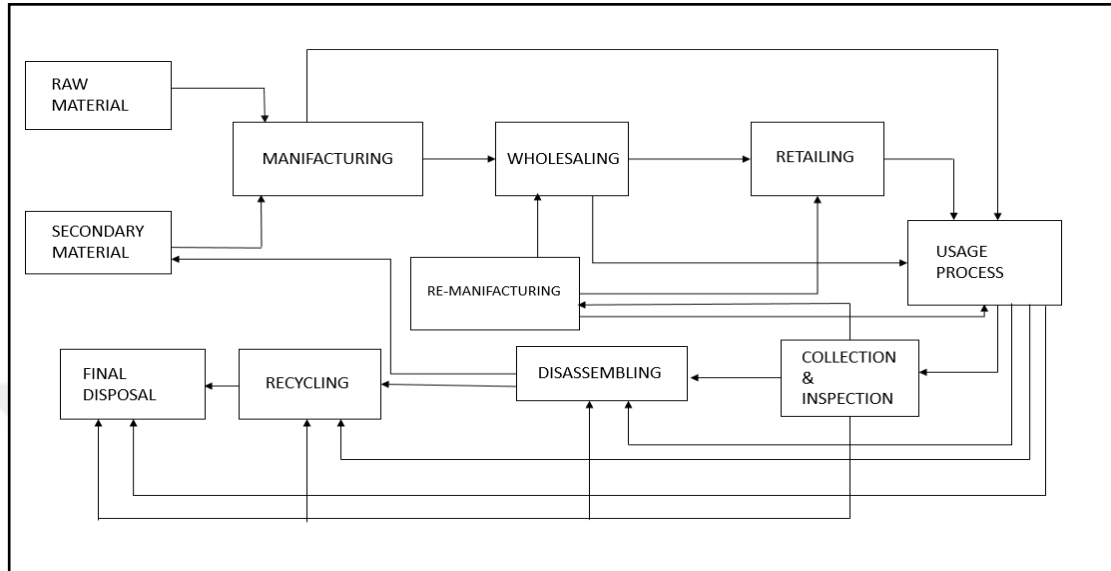 RAW
MATERIAL
MANIFACTURING
WHOLESALING
RETAILING
SECONDARY
MATERIAL
USAGE
PROCESS
RE-MANIFACTURING
FINAL
DISPOSAL
RECYCLING
DISASSEMBLING
COLLECTION
&
INSPECTION